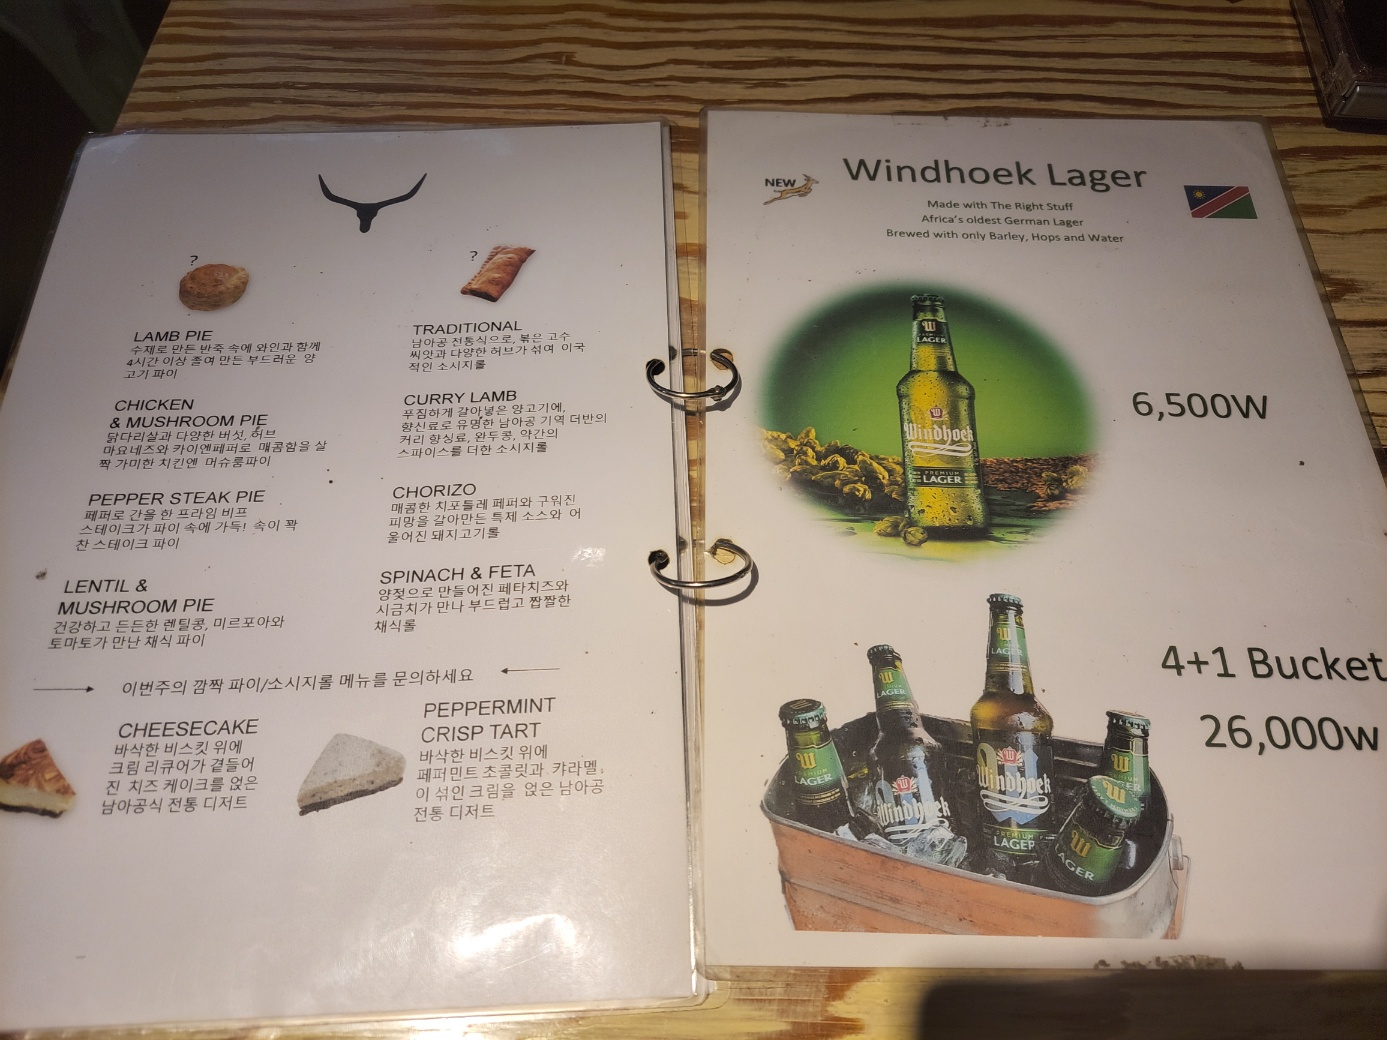 ?
LAMB PIE
수제로 만든 반죽 속에 와인과 함께
4시간 이상 졸여 만든 부드러운 양
고기 파이
CHICKEN
& MUSHROOM PIE
닭다리살과 다양한 버섯, 허브
마요네즈와 카이엔페퍼로 매콤함을 살
짝 가미한 치킨엔 머슈룸파이
PEPPER STEAK PIE
페퍼로 간을 한 프라임 비프
스테이크가 파이 속에 가득! 속이 꽉
찬 스테이크 파이
LENTIL &
MUSHROOM PIE
건강하고 든든한 렌틸콩, 미르포아와
토마토가 만난 채식 파이
?
TRADITIONAL
남아공 전통식으로, 볶은 고수
씨앗과 다양한 허브가 섞여 이국
적인 소시지롤
CURRY LAMB
푸짐하게 갈아넣은 양고기에,
향신료로 유명한 남아공 기역 더반의
커리 향싱료, 완두콩, 약간의
스파이스를 더한 소시지롤
CHORIZO
매콤한 치포틀레 페퍼와 구워진
피망을 갈아만든 특제 소스와 어
울어진 돼지고기롤
SPINACH & FETA
양젖으로 만들어진 페타치즈와
시금치가 만나 부드럽고 짭짤한
채식롤
이번주의 깜짝 파이/소시지롤 메뉴를 문의하세요
CHEESECAKE
바삭한 비스킷 위에
크림 리큐어가 곁들어
진 치즈 케이크를 얹은
남아공식 전통 디저트
PEPPERMINT
CRISP TART
바삭한 비스킷 위에
페퍼민트 초콜릿과 캬라멜,
이 섞인 크림을 얹은 남아공
전통 디저트
NEW
Windhoek Lager
Made with The Right Stuff
Africa's oldest German Lager
Brewed with only Barley, Hops and Water
W
LAGER
Windhoek
PREMIUM
LAGER
6,500W
4+1 Bucket
26,000w
W
LAGER
W
LAGER
Windhoek
W
LAGER
Windhoek
PREMIUM
LAGER
W
LAGER
W
W
LAGER